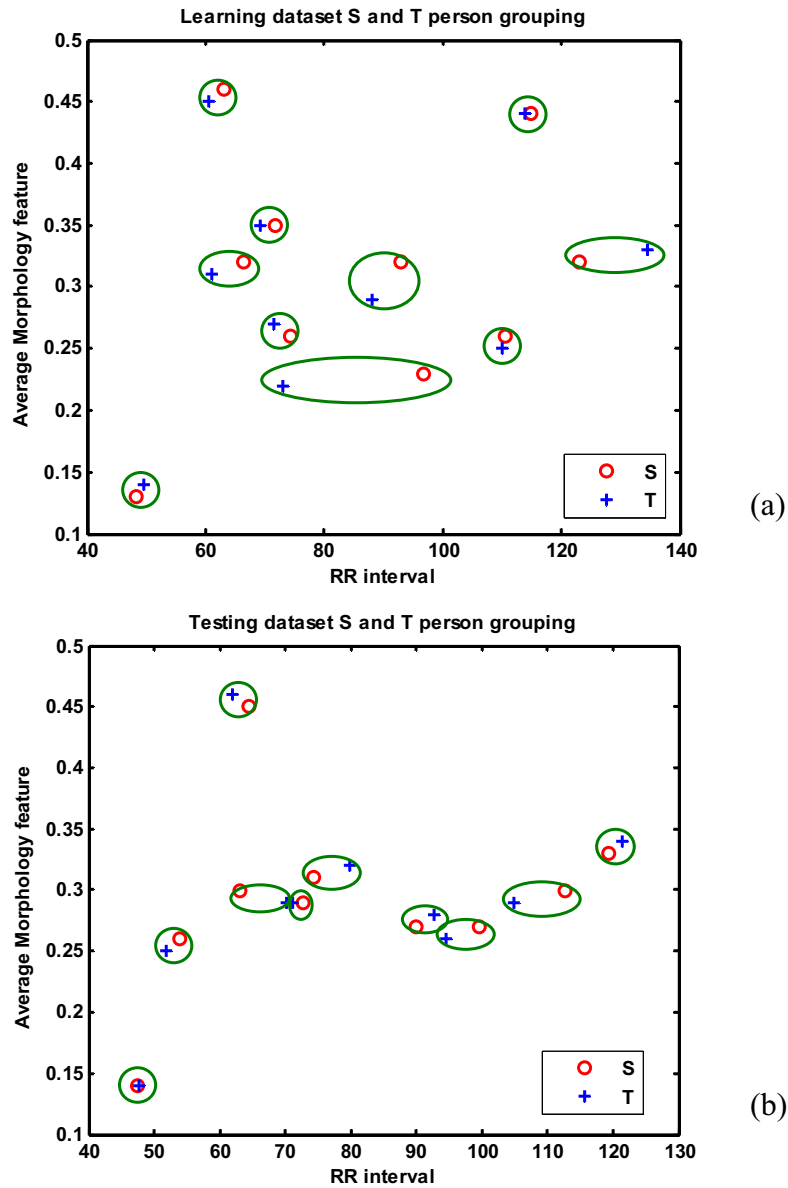 Learning dataset S and T person grouping
0.5
0.45
0.4
0.35
0.3
0.25
0.2
0.15
0.1
Average Morphology feature
40 60 80 100 120 140
RR interval
S
T
(a)
Testing dataset S and T person grouping
0.5
0.45
0.4
0.35
0.3
0.25
0.2
0.15
0.1
Average Morphology feature
40 50 60 70 80 90 100 110 120 130
RR interval
S
T
(b)